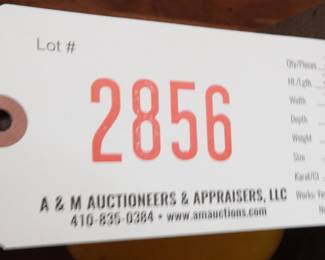 Lot #
2856
Qty/Pieces
Ht./Lgth.
Width
Depth
Weight
Size
Karat/Ct
A & M AUCTIONEERS & APPRAISERS, LLC
Works:
410-835-0384 • www.amauctions.com